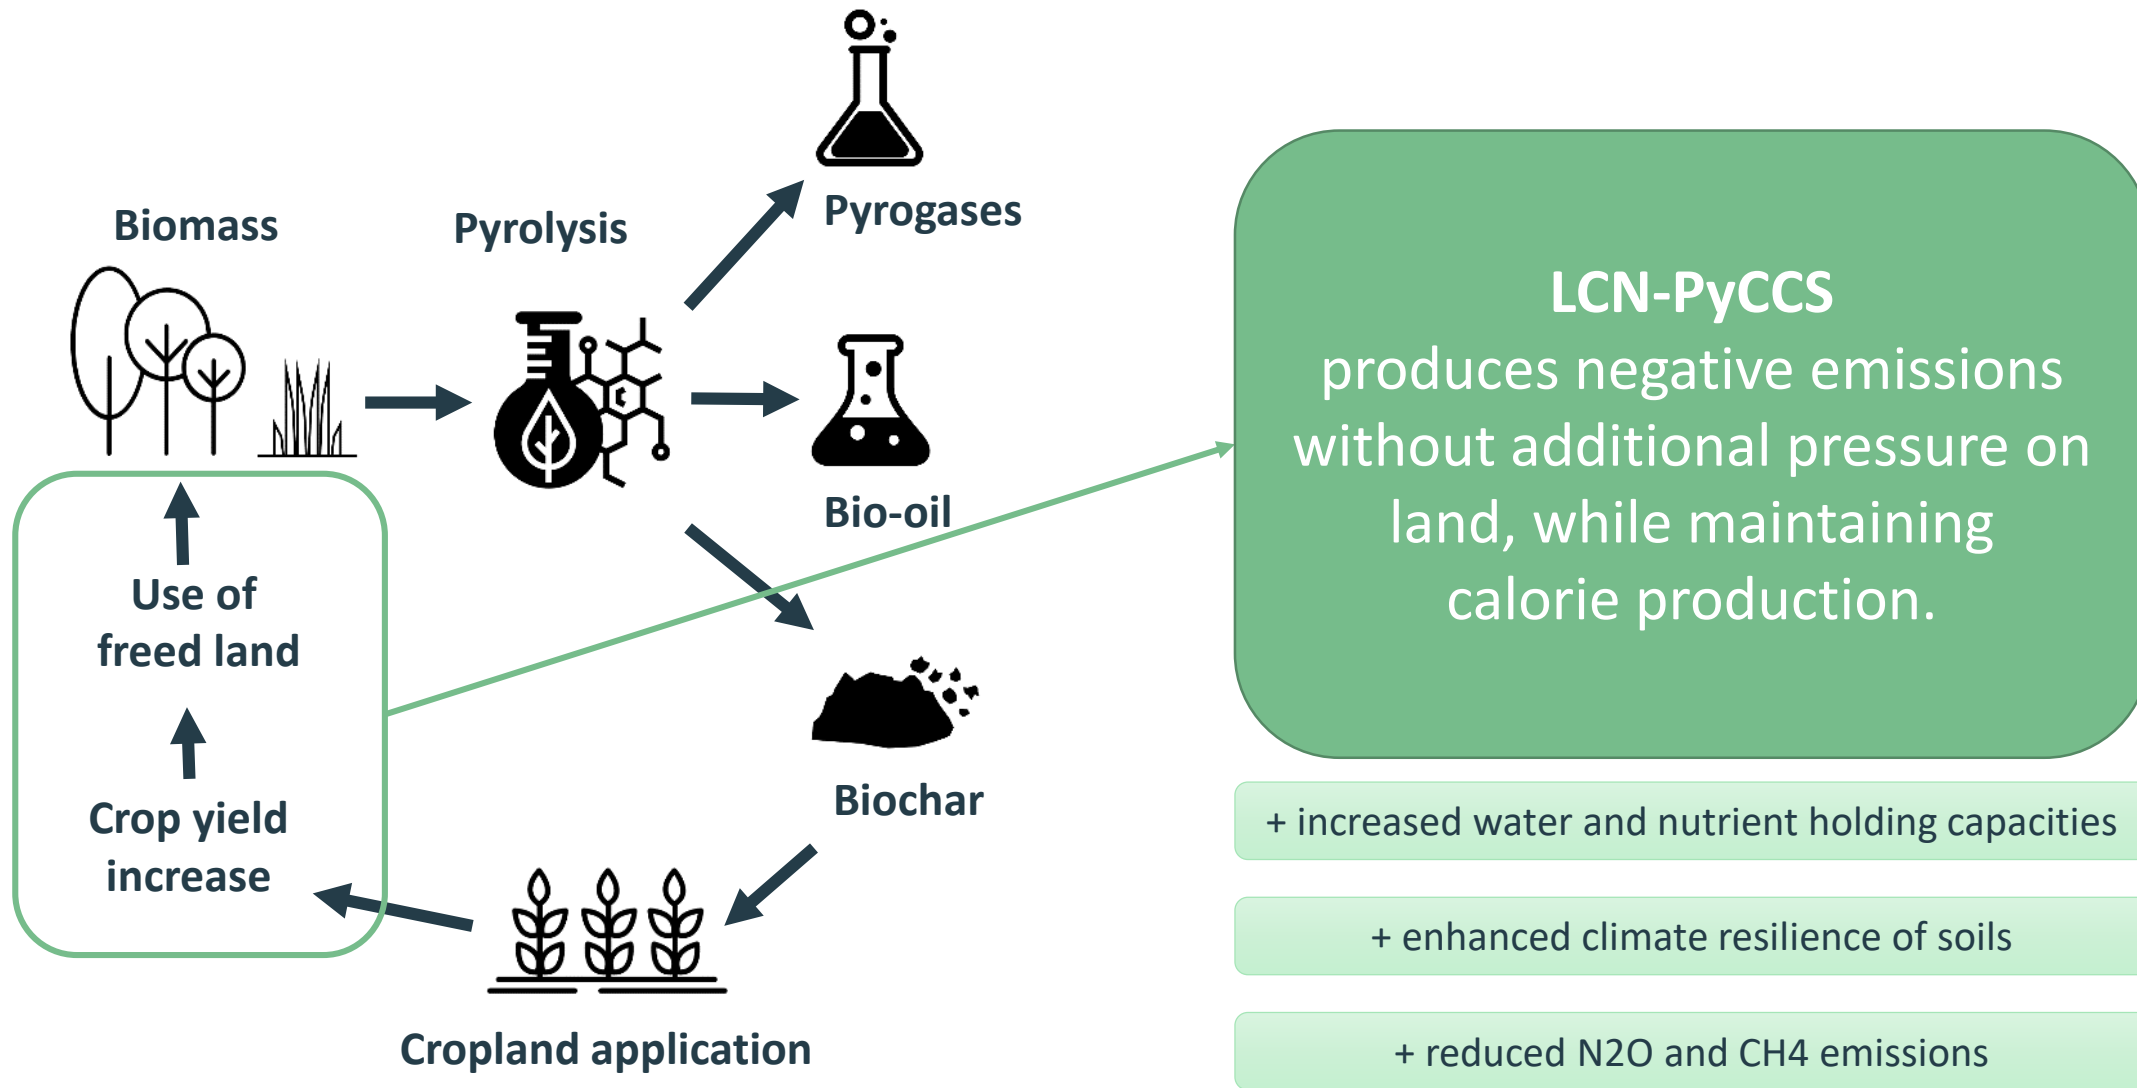 Biomass
Pyrolysis
Pyrogases
Bio-oil
Biochar
Cropland application
Crop yield
increase
Use of
freed land
LCN-PyCCS
produces negative emissions
without additional pressure on
land, while maintaining
calorie production.
+ increased water and nutrient holding capacities
+ enhanced climate resilience of soils
+ reduced N2O and CH4 emissions